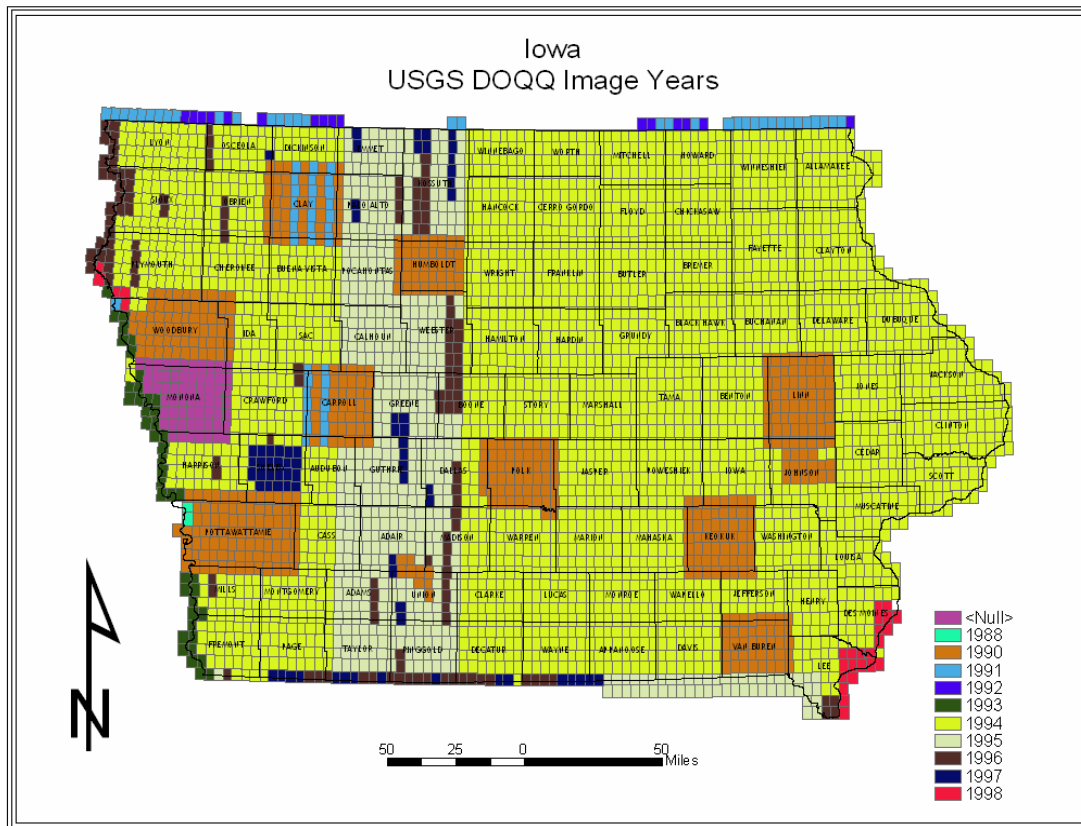 Iowa
USGS DOQQ Image Years
LYON OSCEOLA DICKINSON EMMET WINNEBAGO WORTH MITCHELL HOWARD WINNESHIEK ALLAMAKEE
KOSSUTH
SIOUX OBRIEN CLAY PALO ALTO HANCOCK CERRO GORDO FLOYD CHICKASAW
FAYETTE CLAYTON
PLYMOUTH CHEROKEE BUENA VISTA POCAHONTAS HUMBOLDT WRIGHT FRANKLIN BUTLER BREMER
WOODBURY IDA SAC CALHOUN WEBSTER HAMILTON HARDIN GRUNDY BLACK HAWK BUCHANAN DELAWARE DUBUQUE
MONONA CRAWFORD CARROLL GREENE BOONE STORY MARSHALL TAMA BENTON LINN JONES JACKSON
CLINTON
HARRISON AUDUBON GUTHRIE DALLAS POLK JASPER POWESHIEK IOWA JOHNSON CEDAR SCOTT
MUSCATINE
POTTAWATTAMIE CASS ADAIR MADISON WARREN MARION MAHASKA KEOKUK WASHINGTON LOUISA
MILLS MONTGOMERY ADAMS UNION CLARKE LUCAS MONROE WAPELLO JEFFERSON HENRY DES MOINES
FREMONT PAGE TAYLOR RINGGOLD DECATUR WAYNE APPANOOSE DAVIS VAN BUREN LEE
<Null>
1988
1990
1991
1992
1993
1994
1995
1996
1997
1998
N
50 25 0 50
Miles